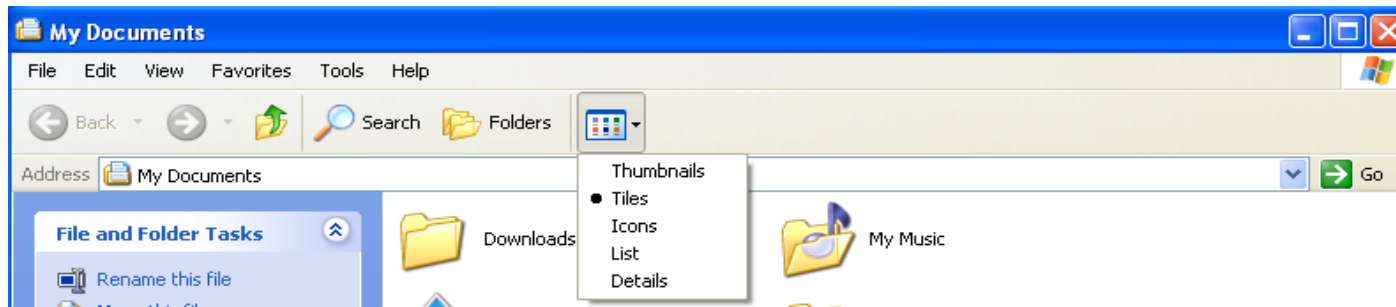 My Documents
File Edit View Favorites Tools Help
Back Search Folders
Address My Documents Go
Thumbnails
Tiles
Icons
List
Details
File and Folder Tasks
Rename this file
Downloads
My Music